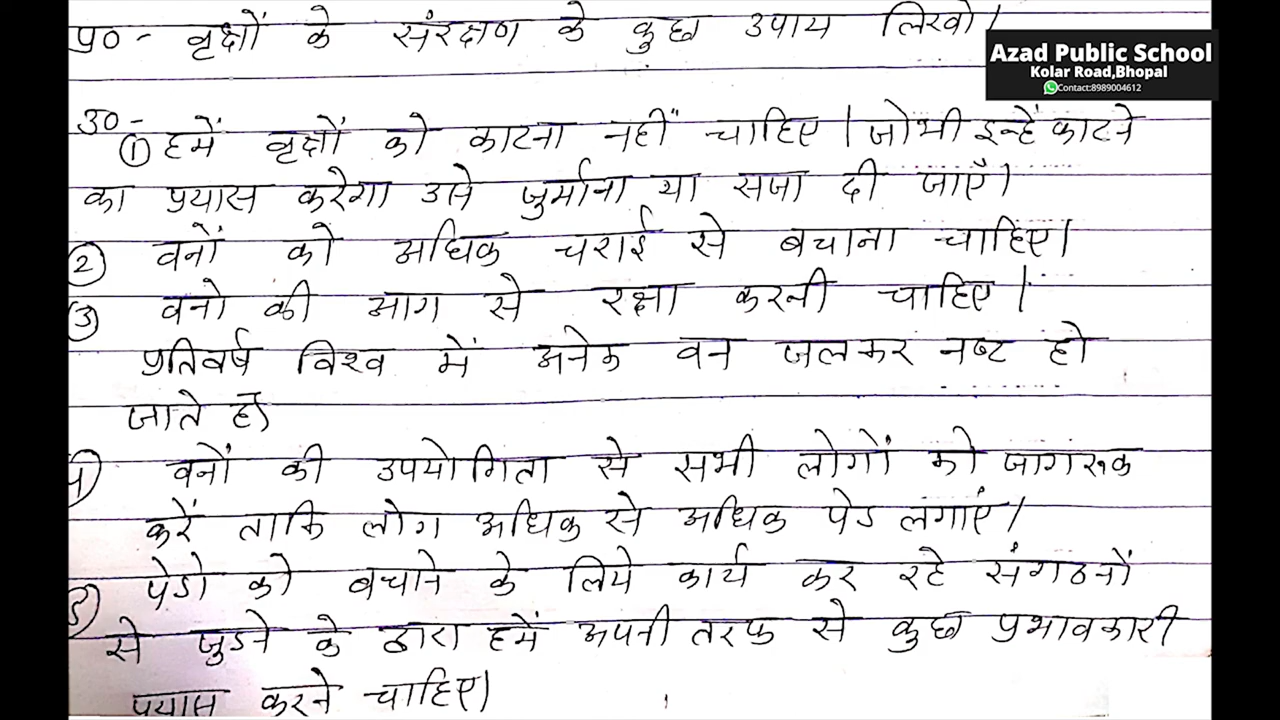 प्र०- वृक्षों के संरक्षण के कुछ उपाय लिखो।
Azad Public School
Kolar Road,Bhopal
Contact:8989004612
उ०-
① हमें वृक्षों को काटना नहीं चाहिए। जोभी इन्हें काटने
का प्रयास करेगा उसे जुर्माना या सजा दी जाएँ।
② वनों को अधिक चराई से बचाना चाहिए।
③ वनो की आग से रक्षा करनी चाहिए।
प्रतिवर्ष विश्व में अनेक वन जलकर नष्ट हो
जाते हैं।
④ वनों की उपयोगिता से सभी लोगों को जागरूक
करें ताकि लोग अधिक से अधिक पेड लगाएं।
⑤ पेडो को बचाने के लिये कार्य कर रहे संगठनों
से जुडने के द्वारा हमें अपनी तरफ से कुछ प्रभावकारी
प्रयास करने चाहिए।